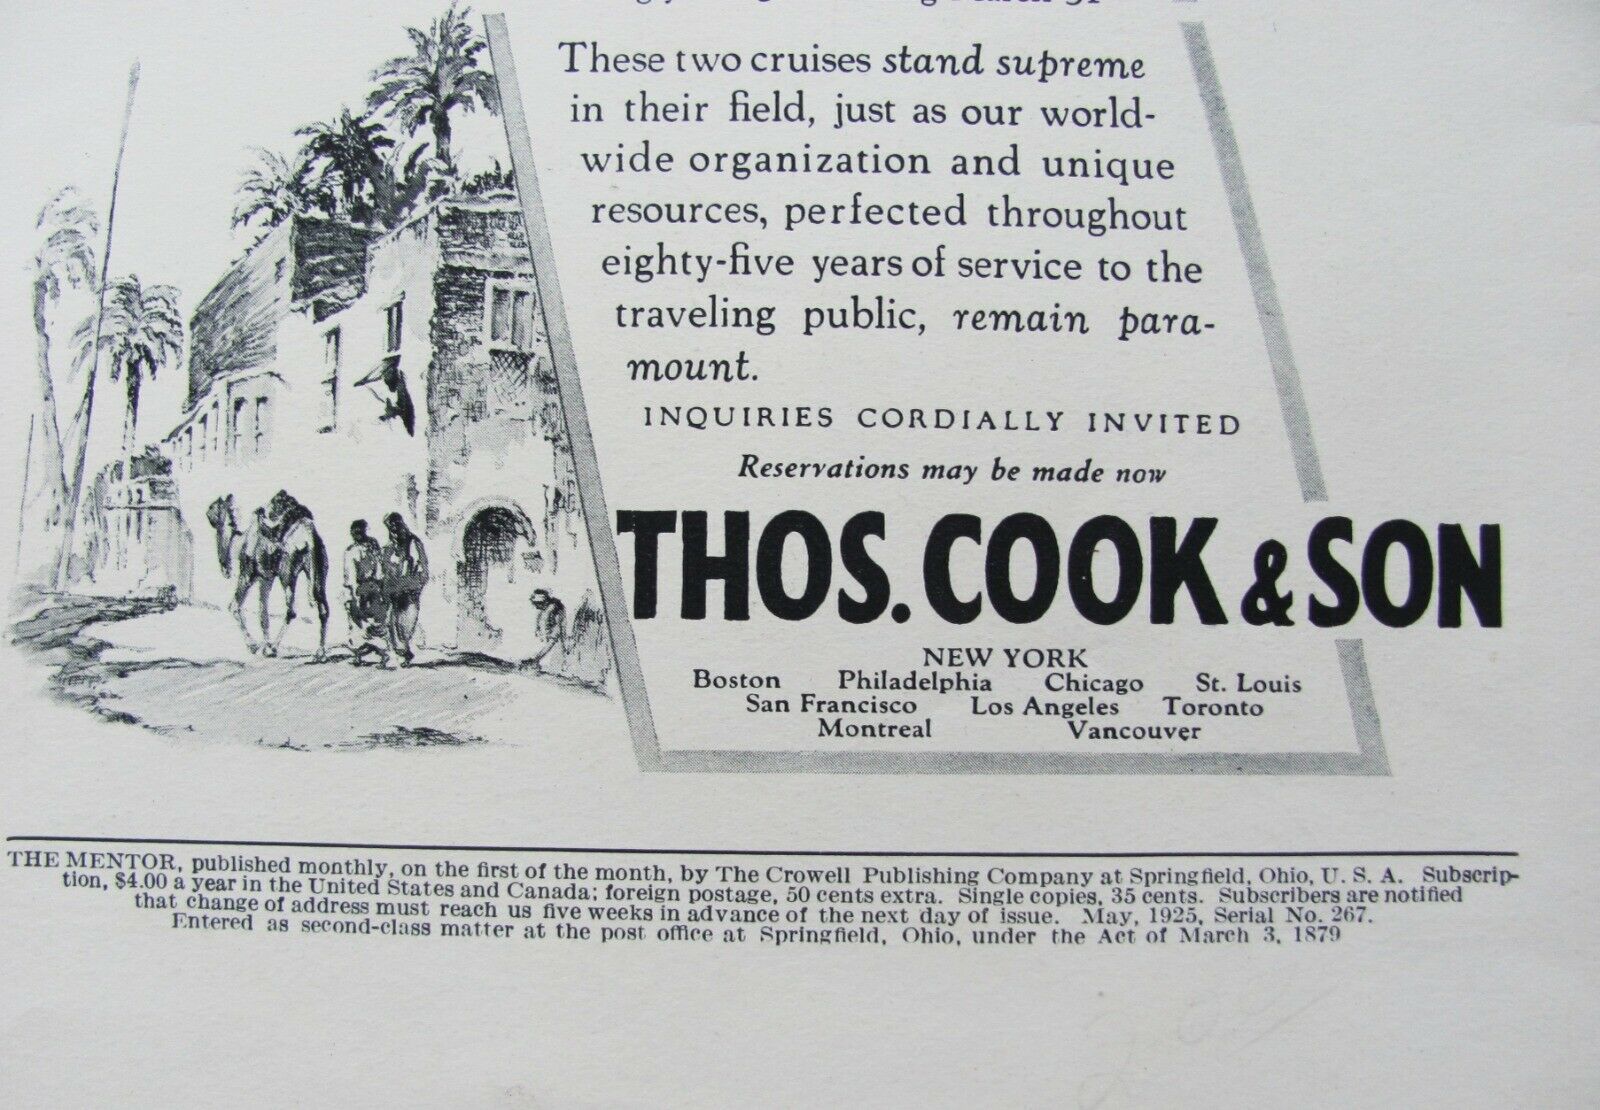 These two cruises stand supreme
in their field, just as our world-
wide organization and unique
resources, perfected throughout
eighty-five years of service to the
traveling public, remain para-
mount.
INQUIRIES CORDIALLY INVITED
Reservations may be made now
THOS. COOK & SON
NEW YORK
Boston Philadelphia Chicago St. Louis
San Francisco Los Angeles Toronto
Montreal Vancouver
THE MENTOR, published monthly, on the first of the month, by The Crowell Publishing Company at Springfield, Ohio, U. S. A. Subscrip-
tion, $4.00 a year in the United States and Canada; foreign postage, 50 cents extra. Single copies, 35 cents. Subscribers are notified
that change of address must reach us five weeks in advance of the next day of issue. May, 1925, Serial No. 267.
Entered as second-class matter at the post office at Springfield, Ohio, under the Act of March 3, 1879